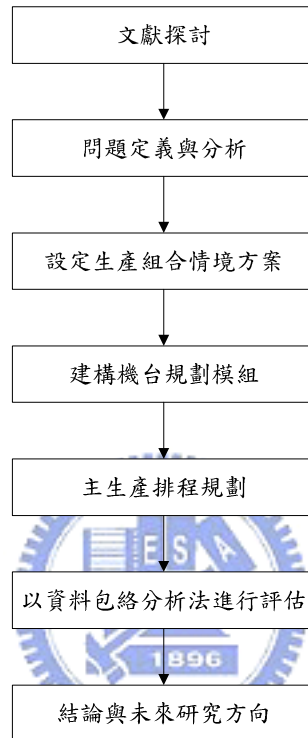 文獻探討
問題定義與分析
設定生產組合情境方案
建構機台規劃模組
主生產排程規劃
E S A
以資料包絡分析法進行評估
1896
結論與未來研究方向